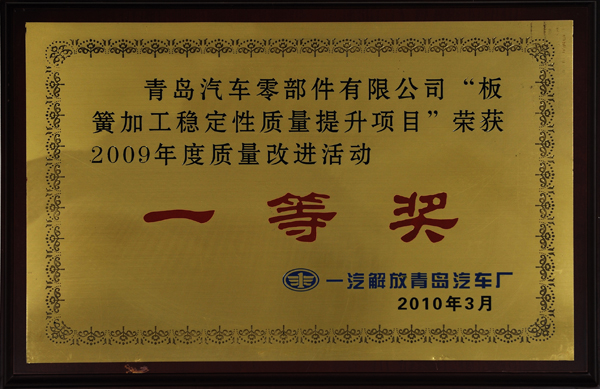 青岛汽车零部件有限公司“板
簧加工稳定性质量提升项目”荣获
2009年度质量改进活动
一等奖
一汽解放青岛汽车厂
2010年3月